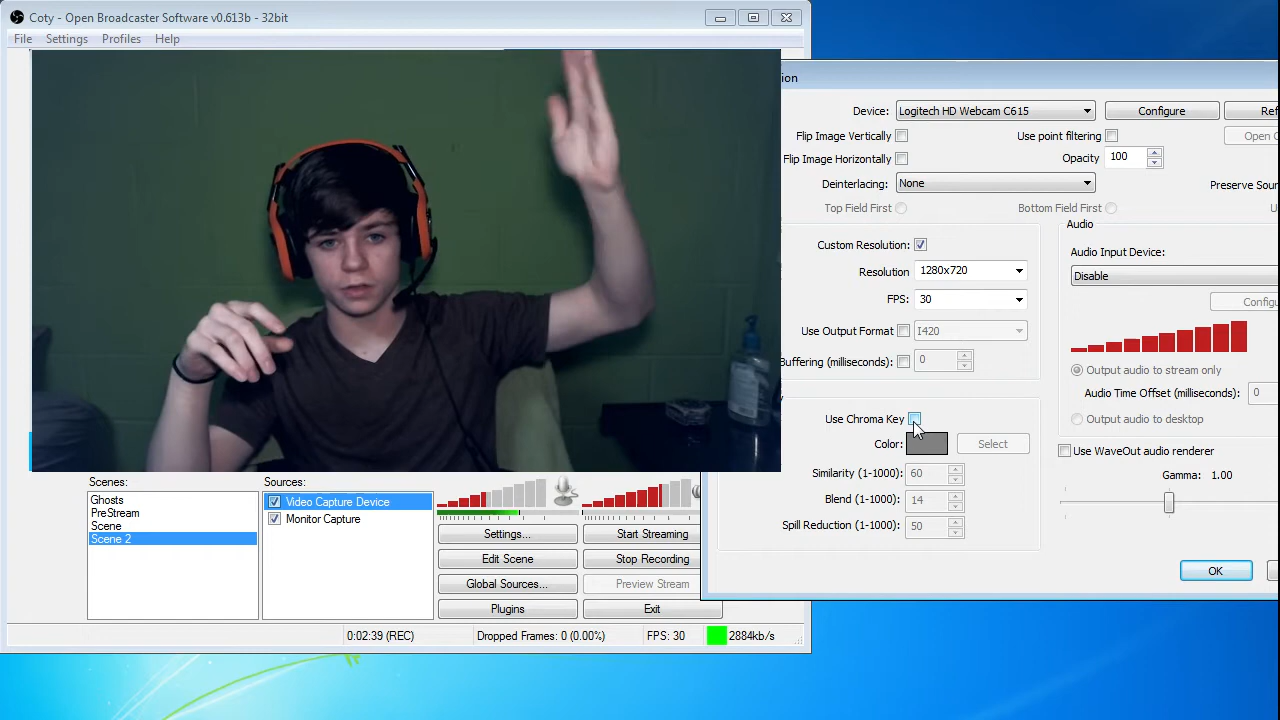 Coty - Open Broadcaster Software v0.613b - 32bit
File Settings Profiles Help
Scenes:
Ghosts
PreStream
Scene
Scene 2
Sources:
Video Capture Device
Monitor Capture
Settings... Start Streaming
Edit Scene Stop Recording
Global Sources... Preview Stream
Plugins Exit
0:02:39 (REC) Dropped Frames: 0 (0.00%) FPS: 30 2884kb/s
ion
Device: Logitech HD Webcam C615 Configure Ref
Flip Image Vertically Use point filtering Open C
Flip Image Horizontally Opacity 100
Deinterlacing: None Preserve Sour
Top Field First Bottom Field First U
Custom Resolution:
Resolution 1280x720
FPS: 30
Use Output Format I420
Buffering (milliseconds): 0
Use Chroma Key
Color: Select
Similarity (1-1000): 60
Blend (1-1000): 14
Spill Reduction (1-1000): 50
Audio
Audio Input Device:
Disable
Configu
Output audio to stream only
Audio Time Offset (milliseconds): 0
Output audio to desktop
Use WaveOut audio renderer
Gamma: 1.00
OK